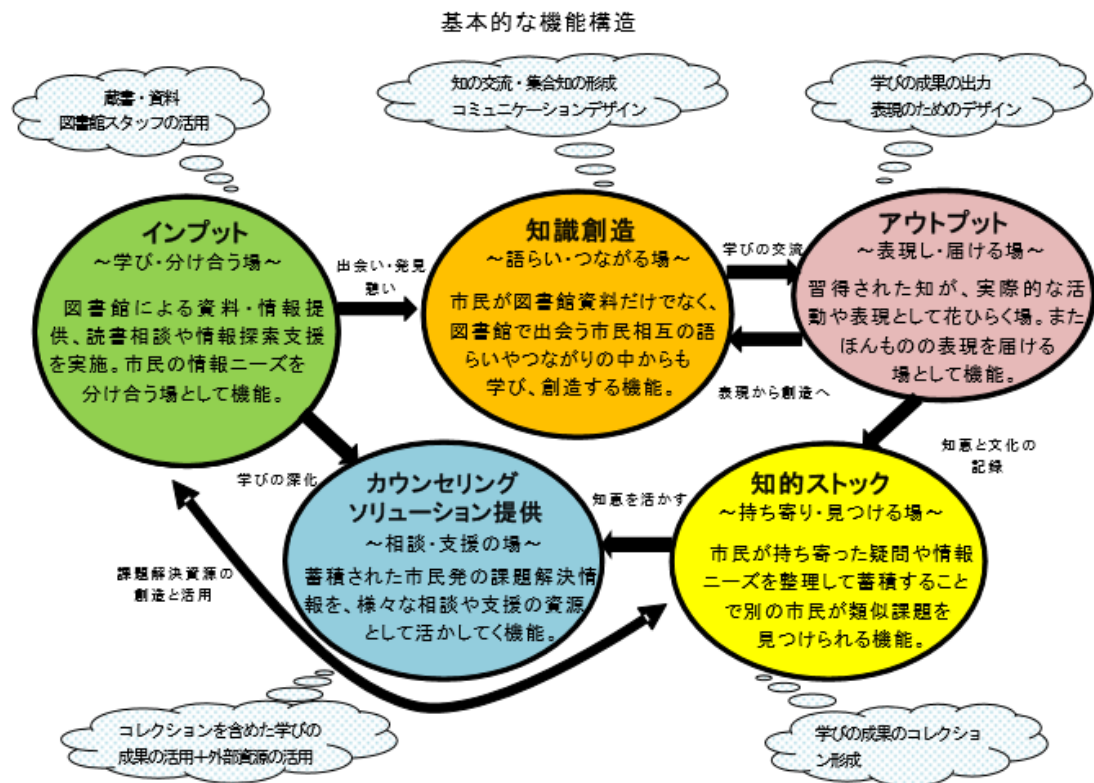 基本的な機能構造
蔵書・資料
図書館スタッフの活用
知の交流・集合知の形成
コミュニケーションデザイン
学びの成果の出力
表現のためのデザイン
インプット
～学び・分け合う場～
図書館による資料・情報提
供、読書相談や情報探索支援
を実施。市民の情報ニーズを
分け合う場として機能。
出会い・発見
憩い
知識創造
～語らい・つながる場～
市民が図書館資料だけでなく、
図書館で出会う市民相互の語
らいやつながりの中からも
学び、創造する機能。
学びの交流
表現から創造へ
アウトプット
～表現し・届ける場～
習得された知が、実際的な活
動や表現として花ひらく場。また
ほんものの表現を届ける
場として機能。
知恵と文化の
記録
学びの深化
カウンセリング
ソリューション提供
～相談・支援の場～
蓄積された市民発の課題解決情
報を、様々な相談や支援の資源
として活かしてく機能。
知恵を活かす
知的ストック
～持ち寄り・見つける場～
市民が持ち寄った疑問や情報
ニーズを整理して蓄積すること
で別の市民が類似課題を
見つけられる機能。
課題解決資源の
創造と活用
コレクションを含めた学びの
成果の活用＋外部資源の活用
学びの成果のコレクショ
ン形成